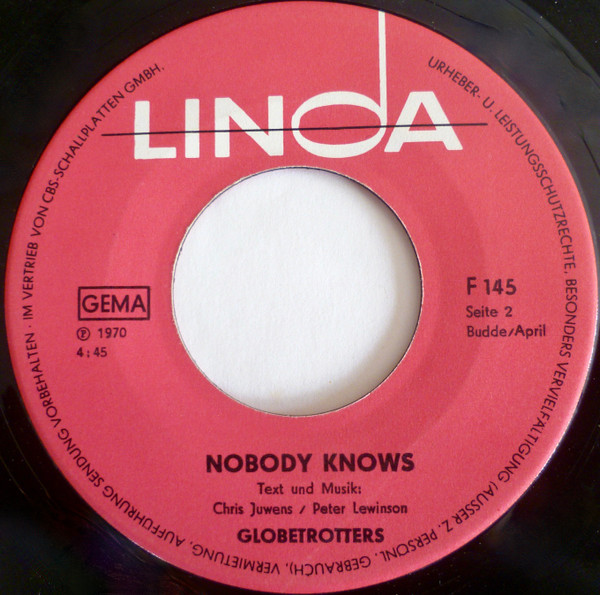 LINDA
URHEBER- U. LEISTUNGSSCHUTZRECHTE, BESONDERS VERVIELFÄLTIGUNG (AUSSER Z. PERSÖNL. GEBRAUCH), VERMIETUNG, AUFFÜHRUNG SENDUNG VORBEHALTEN · IM VERTRIEB VON CBS-SCHALLPLATTEN GMBH.
GEMA
℗ 1970
4:45
F 145
Seite 2
Budde/April
NOBODY KNOWS
Text und Musik:
Chris Juwens / Peter Lewinson
GLOBETROTTERS